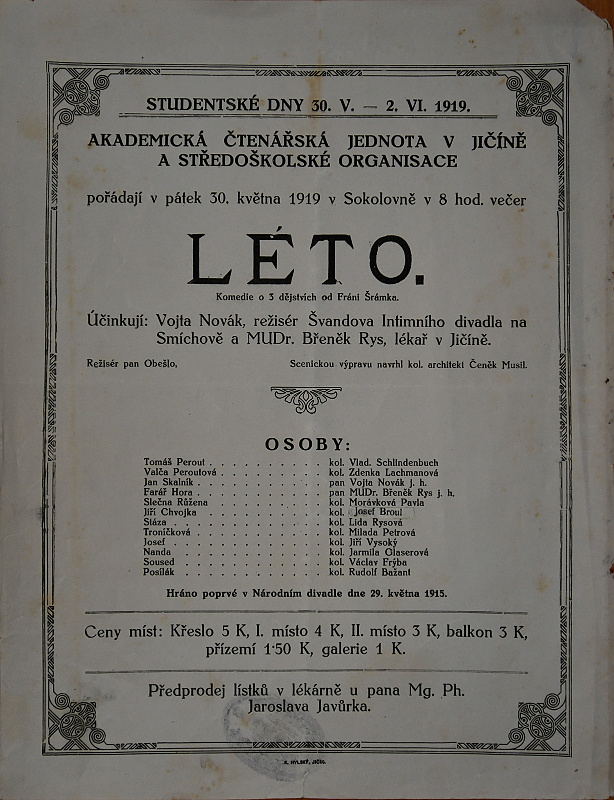 STUDENTSKÉ DNY 30. V. — 2. VI. 1919.
AKADEMICKÁ ČTENÁŘSKÁ JEDNOTA V JIČÍNĚ
A STŘEDOŠKOLSKÉ ORGANISACE
pořádají v pátek 30. května 1919 v Sokolovně v 8 hod. večer
LÉTO.
Komedie o 3 dějstvích od Fráni Šrámka.
Účinkují: Vojta Novák, režisér Švandova Intimního divadla na
Smíchově a MUDr. Břeněk Rys, lékař v Jičíně.
Režisér pan Obešlo, Scenickou výpravu navrhl kol. architekt Čeněk Musil.
OSOBY:
Tomáš Perout . . . . . . . . . . kol. Vlad. Schlindenbuch
Valča Peroutová . . . . . . . . . kol. Zdenka Lachmanová
Jan Skalník . . . . . . . . . . . pan Vojta Novák j. h.
Farář Hora . . . . . . . . . . . pan MUDr. Břeněk Rys j. h.
Slečna Růžena . . . . . . . . . kol. Morávková Pavla
Jiří Chvojka . . . . . . . . . . kol. Josef Broul
Stáza . . . . . . . . . . . . kol. Lída Rysová
Troníčková . . . . . . . . . . kol. Milada Petrová
Josef . . . . . . . . . . . . kol. Jiří Vysoký
Nanda . . . . . . . . . . . . kol. Jarmila Glaserová
Soused . . . . . . . . . . . kol. Václav Frýba
Posílák . . . . . . . . . . . kol. Rudolf Bažant
Hráno poprvé v Národním divadle dne 29. května 1915.
Ceny míst: Křeslo 5 K, I. místo 4 K, II. místo 3 K, balkon 3 K,
přízemí 1·50 K, galerie 1 K.
Předprodej lístků v lékárně u pana Mg. Ph.
Jaroslava Javůrka.
HYLSKÝ, JIČÍN.